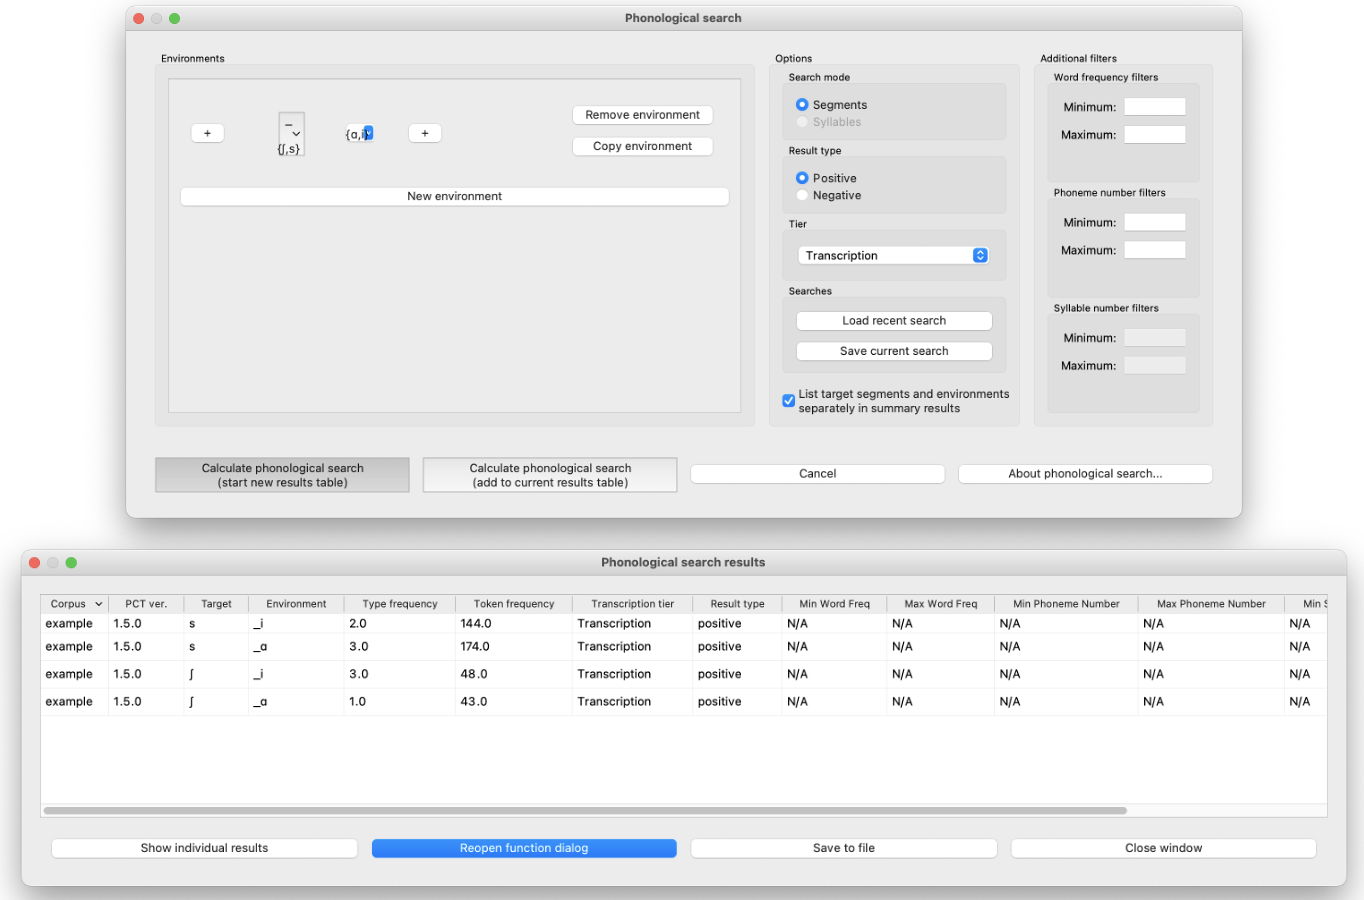 Phonological search
Environments
+
_
{ʃ,s}
{ɑ,i}
+
Remove environment
Copy environment
New environment
Options
Search mode
Segments
Syllables
Result type
Positive
Negative
Tier
Transcription
Searches
Load recent search
Save current search
List target segments and environments
separately in summary results
Additional filters
Word frequency filters
Minimum:
Maximum:
Phoneme number filters
Minimum:
Maximum:
Syllable number filters
Minimum:
Maximum:
Calculate phonological search
(start new results table)
Calculate phonological search
(add to current results table)
Cancel
About phonological search...
Phonological search results
Corpus PCT ver. Target Environment Type frequency Token frequency Transcription tier Result type Min Word Freq Max Word Freq Min Phoneme Number Max Phoneme Number Min
example 1.5.0 s _i 2.0 144.0 Transcription positive N/A N/A N/A N/A N/A
example 1.5.0 s _ɑ 3.0 174.0 Transcription positive N/A N/A N/A N/A N/A
example 1.5.0 ʃ _i 3.0 48.0 Transcription positive N/A N/A N/A N/A N/A
example 1.5.0 ʃ _ɑ 1.0 43.0 Transcription positive N/A N/A N/A N/A N/A
Show individual results
Reopen function dialog
Save to file
Close window